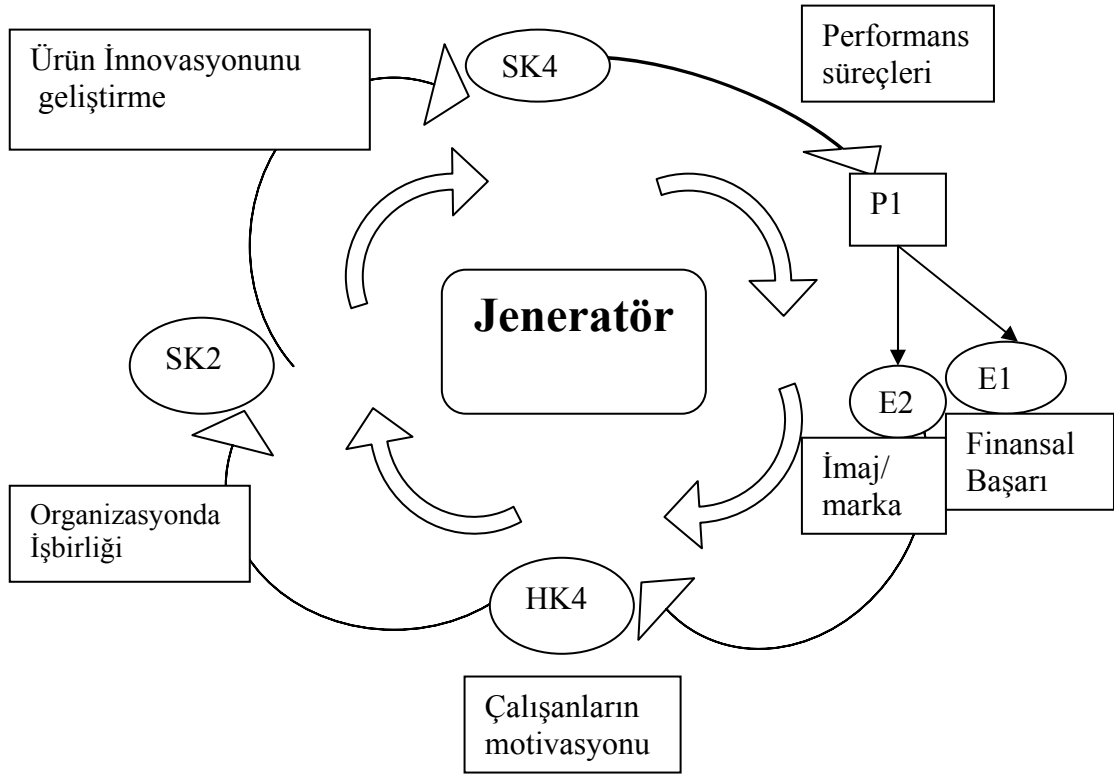 Ürün İnnovasyonunu
geliştirme
SK4
Performans
süreçleri
P1
Jeneratör
SK2
E1
E2
Finansal
Başarı
İmaj/
marka
Organizasyonda
İşbirliği
HK4
Çalışanların
motivasyonu